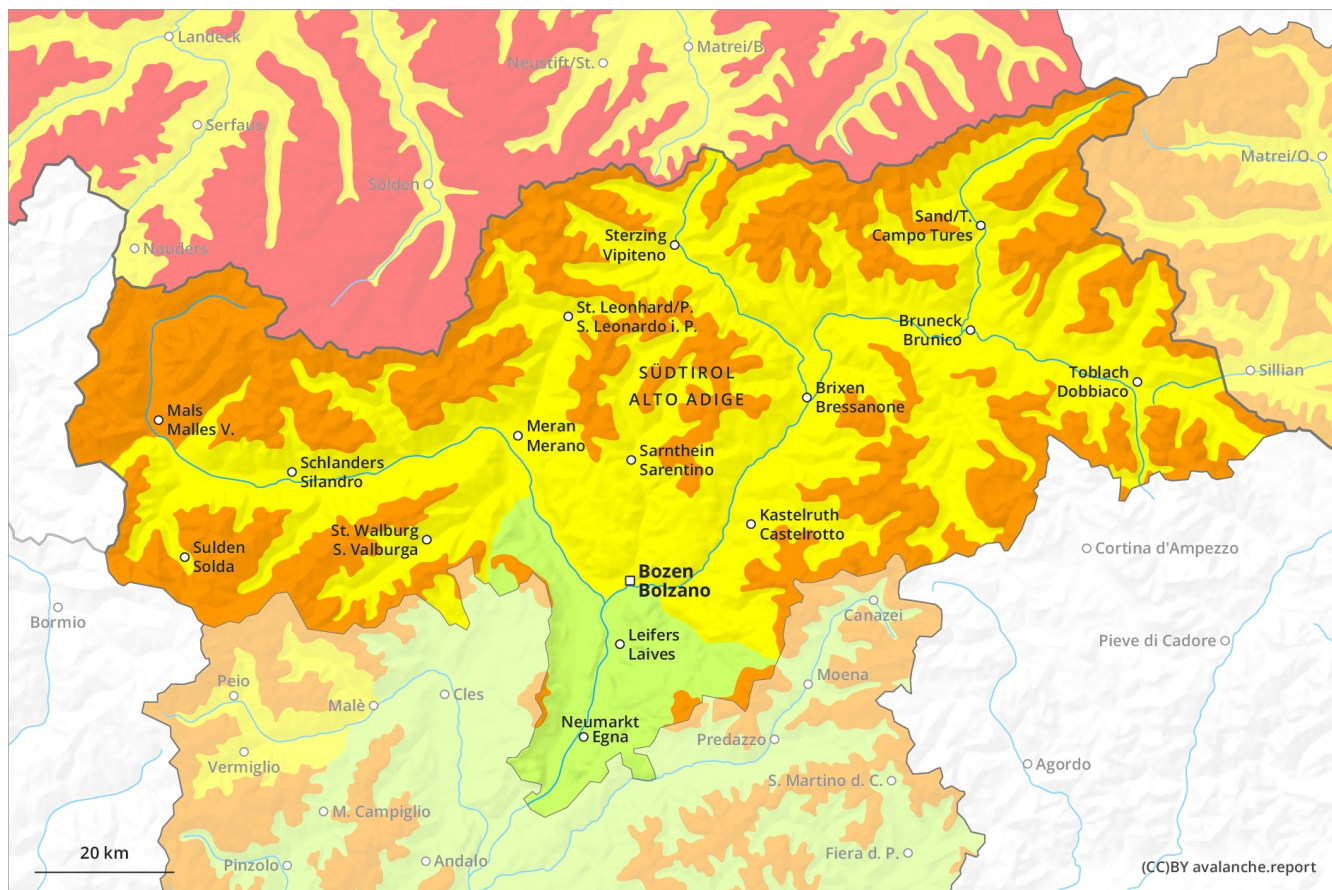 Landeck
Matrei/B.
Neustift/St.
Serfaus
Matrei/O.
Sölden
Sand/T.
Campo Tures
Sterzing
Vipiteno
Nauders
St. Leonhard/P.
S. Leonardo i. P.
Bruneck
Brunico
SÜDTIROL
ALTO ADIGE
Toblach
Dobbiaco
Sillian
Brixen
Bressanone
Mals
Malles V.
Meran
Merano
Sarnthein
Sarentino
Schlanders
Silandro
Kastelruth
Castelrotto
St. Walburg
S. Valburga
Sulden
Solda
Cortina d'Ampezzo
Bozen
Bolzano
Bormio
Canazei
Leifers
Laives
Pieve di Cadore
Peio
Moena
Cles
Malè
Neumarkt
Egna
Predazzo
Vermiglio
Agordo
S. Martino d. C.
M. Campiglio
20 km
Fiera d. P.
Andalo
Pinzolo
(CC)BY avalanche.report